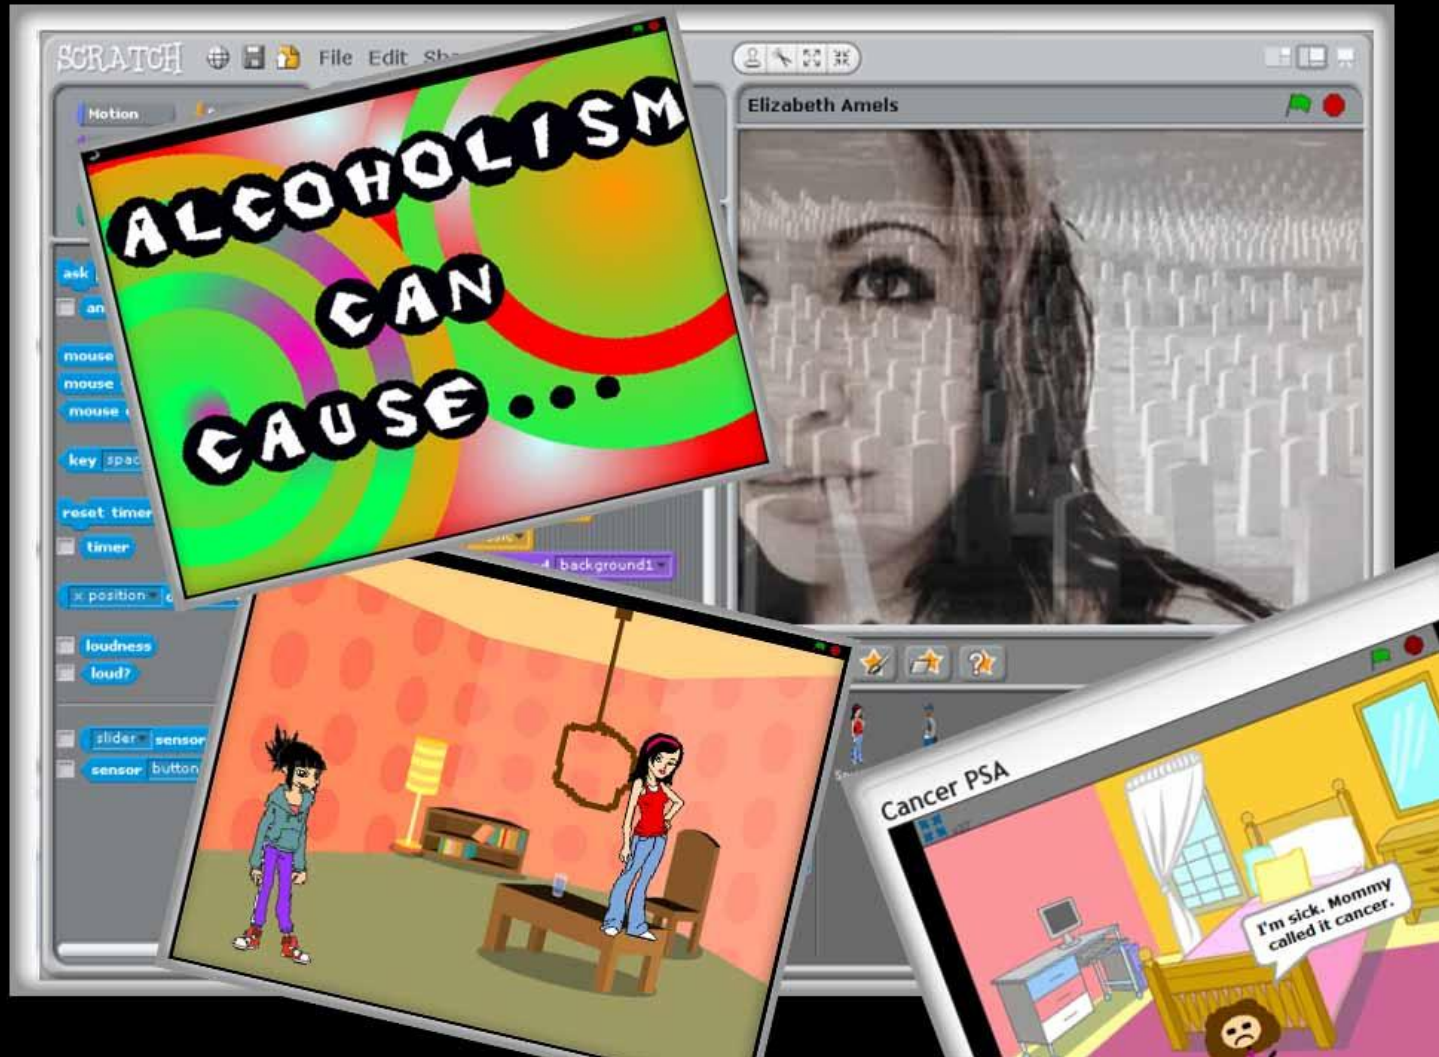 SCRATCH File Edit
Motion
Elizabeth Amels
ALCOHOLISM
CAN
CAUSE...
ask
mouse
mouse
mouse
key
reset timer
timer
background1
x position
loudness
loud?
slider sensor
sensor button
Cancer PSA
I'm sick. Mommy
called it cancer.